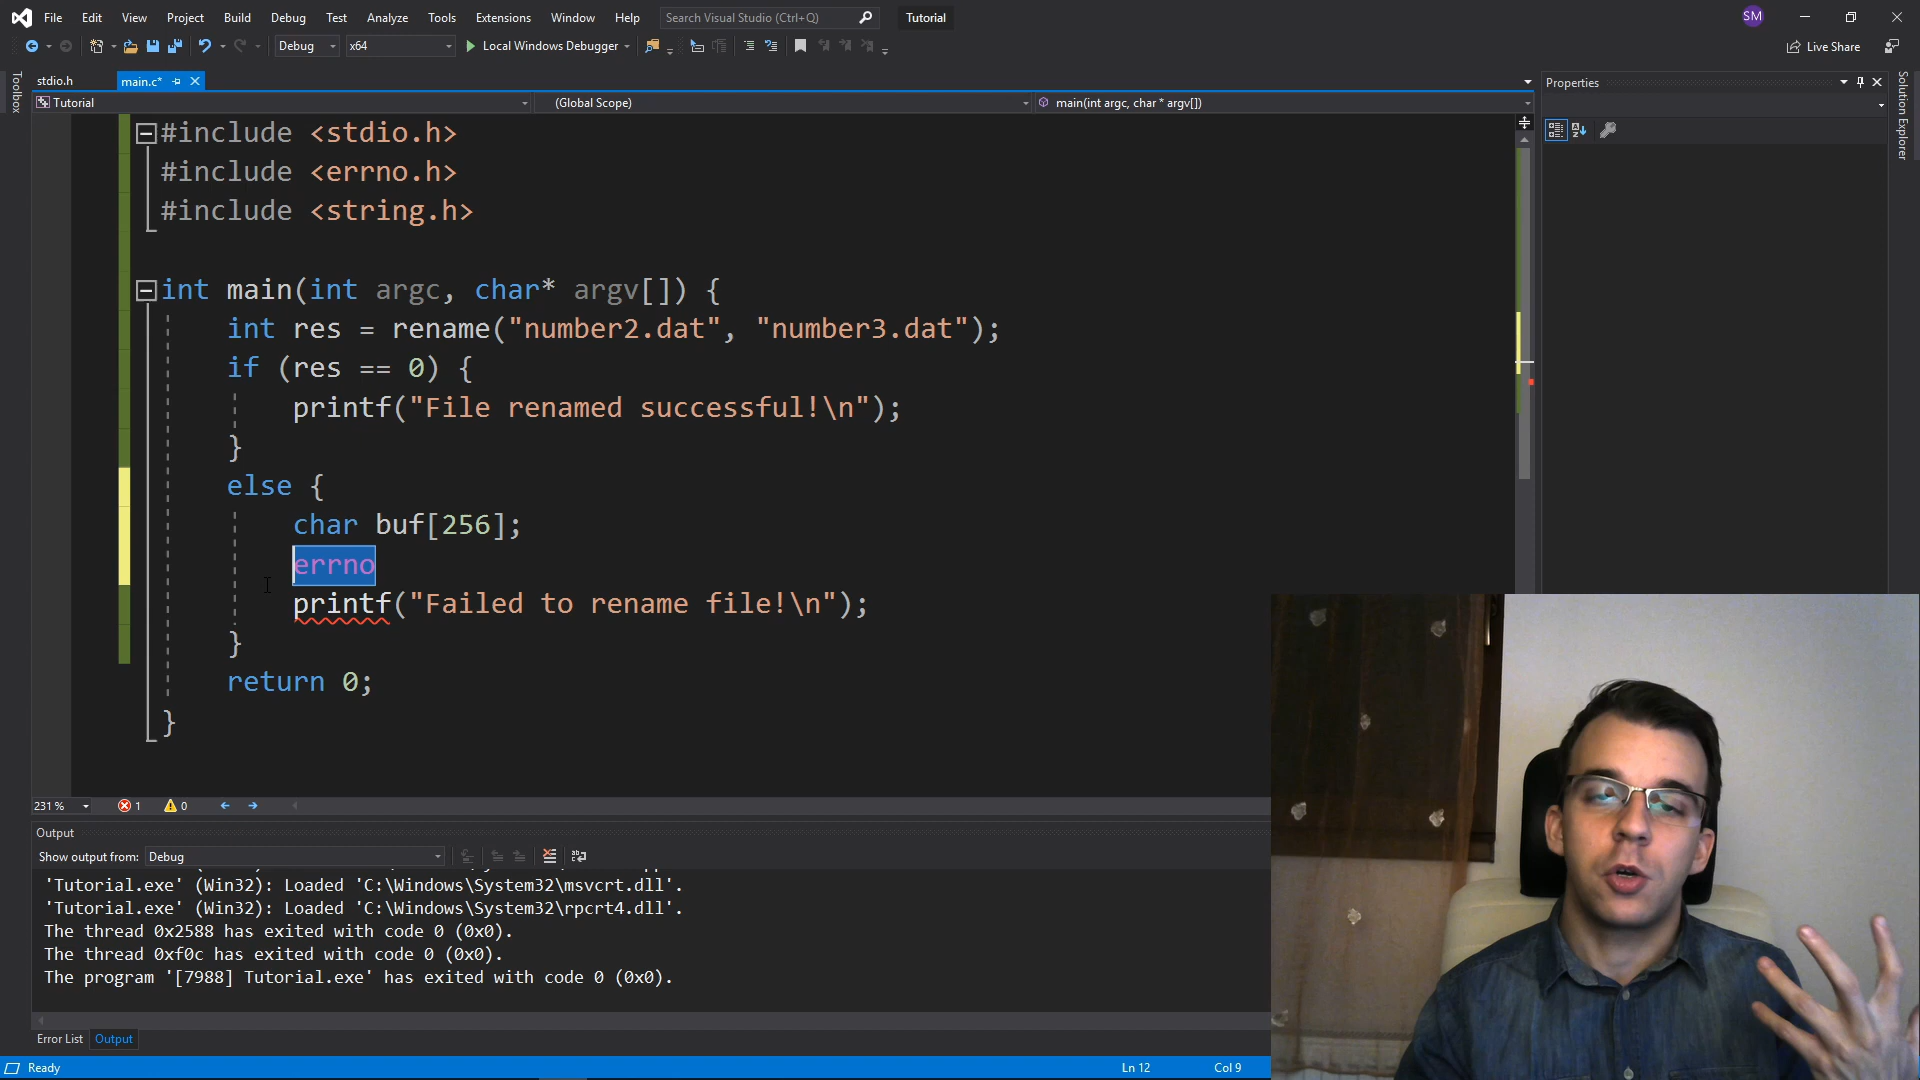 File Edit View Project Build Debug Test Analyze Tools Extensions Window Help Search Visual Studio (Ctrl+Q) Tutorial SM
Debug x64 Local Windows Debugger Live Share
Toolbox
stdio.h main.c*
Tutorial (Global Scope) main(int argc, char * argv[])
Properties
Solution Explorer
#include <stdio.h>
#include <errno.h>
#include <string.h>
int main(int argc, char* argv[]) {
int res = rename("number2.dat", "number3.dat");
if (res == 0) {
printf("File renamed successful!\n");
}
else {
char buf[256];
errno
printf("Failed to rename file!\n");
}
return 0;
}
231 % 1 0
Output
Show output from: Debug
'Tutorial.exe' (Win32): Loaded 'C:\Windows\System32\msvcrt.dll'.
'Tutorial.exe' (Win32): Loaded 'C:\Windows\System32\rpcrt4.dll'.
The thread 0x2588 has exited with code 0 (0x0).
The thread 0xf0c has exited with code 0 (0x0).
The program '[7988] Tutorial.exe' has exited with code 0 (0x0).
Error List Output
Ready Ln 12 Col 9